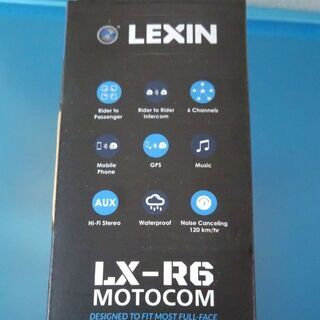 LEXIN
Rider to Passenger
Rider to Rider Intercom
6 Channels
Mobile Phone
GPS
Music
AUX
Hi-Fi Stereo
Waterproof
Noise Canceling 120 km/hr
LX-R6
MOTOCOM
DESIGNED TO FIT MOST FULL-FACE